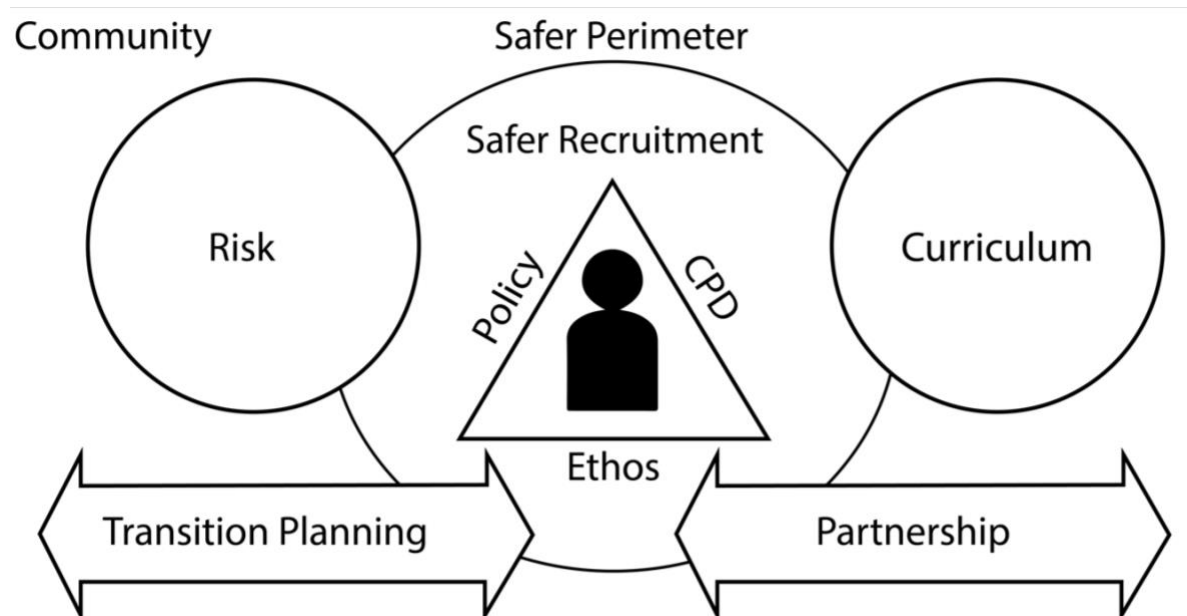 Community
Safer Perimeter
Safer Recruitment
Risk
Policy
CPD
Curriculum
Ethos
Transition Planning
Partnership